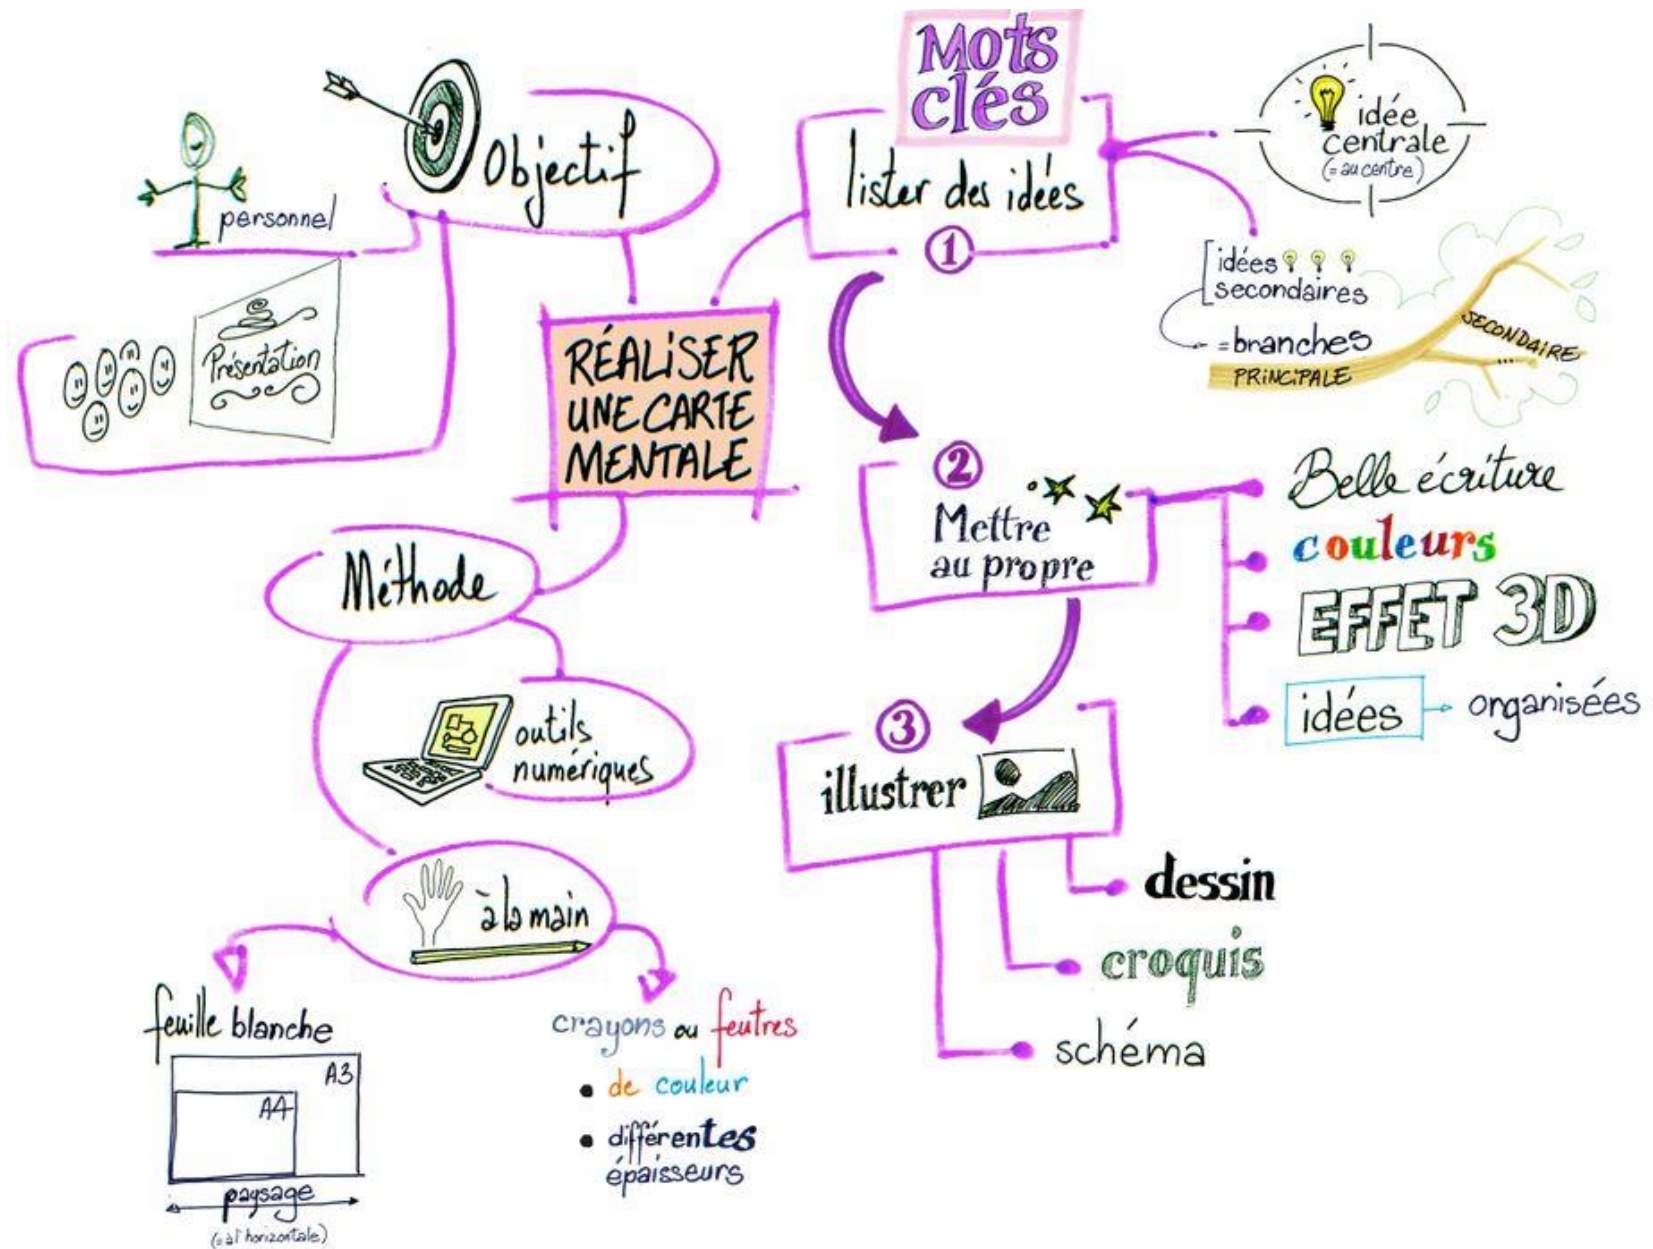 RÉALISER
UNE CARTE
MENTALE
Objectif
personnel
Présentation
Mots
clés
lister des idées
1
idée
centrale
(= au centre)
idées
secondaires
= branches
PRINCIPALE
SECONDAIRE
...
2
Mettre
au propre
Belle écriture
couleurs
EFFET 3D
idées
organisées
3
illustrer
dessin
croquis
schéma
Méthode
outils
numériques
à la main
feuille blanche
A3
A4
paysage
(= à l'horizontale)
crayons ou feutres
• de couleur
• différentes
épaisseurs